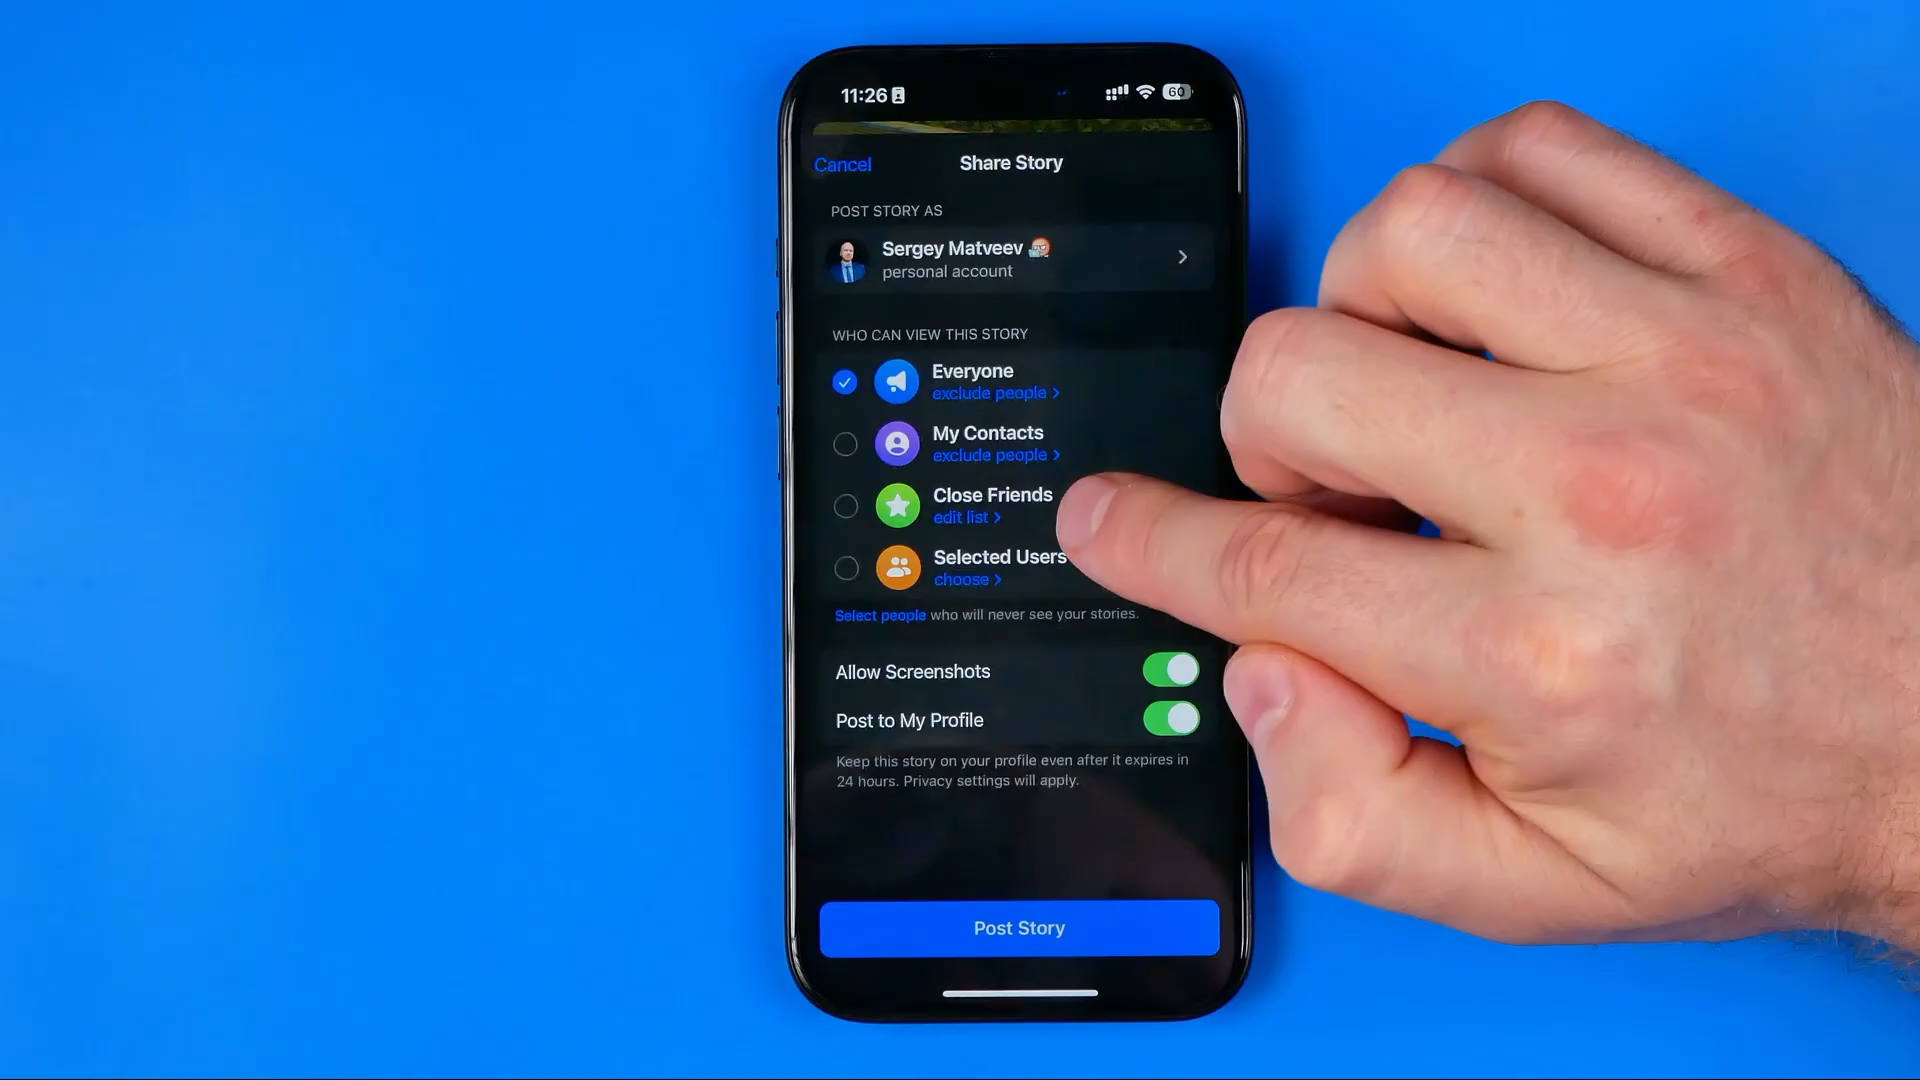 11:26
60
Cancel
Share Story
POST STORY AS
Sergey Matveev
personal account
WHO CAN VIEW THIS STORY
Everyone
exclude people >
My Contacts
exclude people >
Close Friends
edit list >
Selected Users
choose >
Select people who will never see your stories.
Allow Screenshots
Post to My Profile
Keep this story on your profile even after it expires in
24 hours. Privacy settings will apply.
Post Story